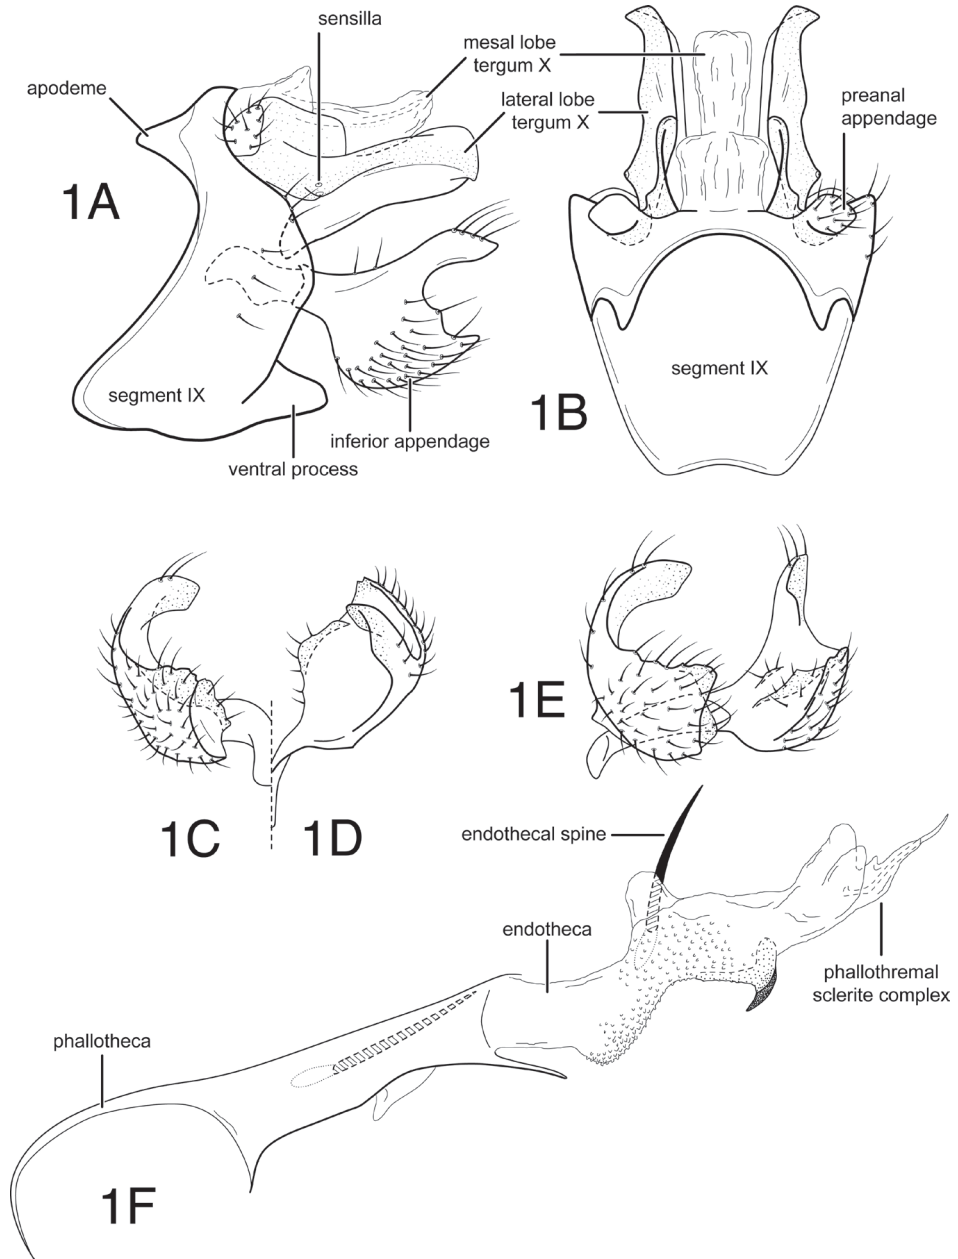 sensilla
mesal lobe
tergum X
apodeme
lateral lobe
tergum X
preanal
appendage
1A
segment IX
segment IX
1B
inferior appendage
ventral process
1E
1C
1D
endothecal spine
endotheca
phallothremal
sclerite complex
phallotheca
1F